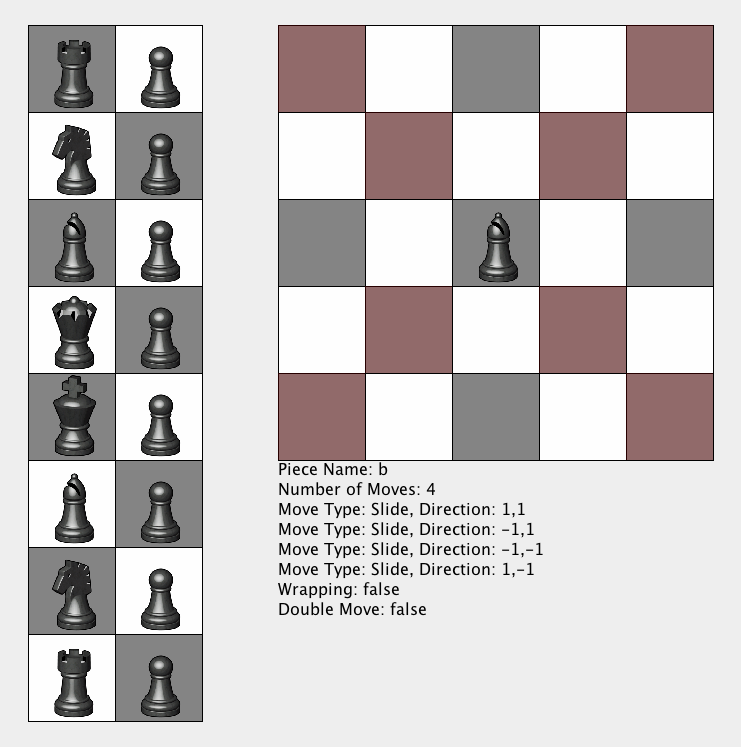 Piece Name: b
Number of Moves: 4
Move Type: Slide, Direction: 1,1
Move Type: Slide, Direction: -1,1
Move Type: Slide, Direction: -1,-1
Move Type: Slide, Direction: 1,-1
Wrapping: false
Double Move: false